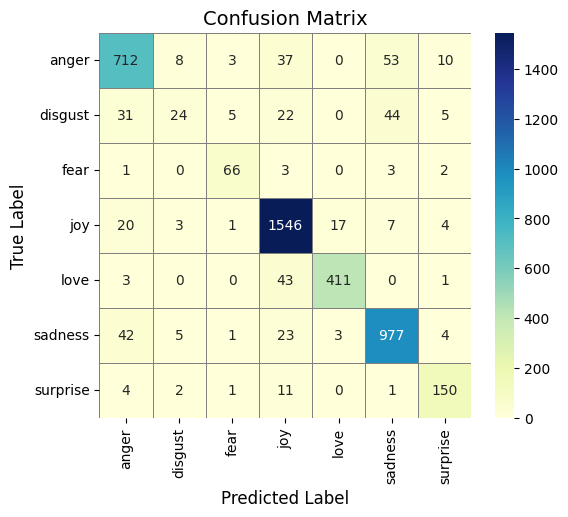 Confusion Matrix
True Label
anger 712 8 3 37 0 53 10
disgust 31 24 5 22 0 44 5
fear 1 0 66 3 0 3 2
joy 20 3 1 1546 17 7 4
love 3 0 0 43 411 0 1
sadness 42 5 1 23 3 977 4
surprise 4 2 1 11 0 1 150
anger disgust fear joy love sadness surprise
Predicted Label
1400
1200
1000
800
600
400
200
0